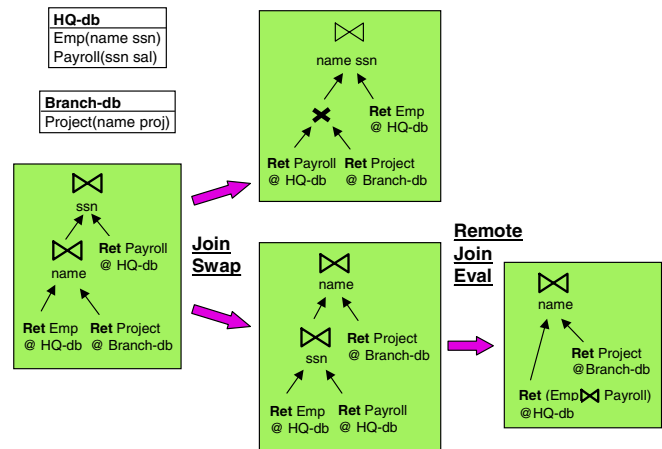 HQ-db
Emp(name ssn)
Payroll(ssn sal)
Branch-db
Project(name proj)
ssn
name
Ret Payroll
@ HQ-db
Ret Emp
@ HQ-db
Ret Project
@ Branch-db
Join
Swap
name ssn
Ret Emp
@ HQ-db
Ret Payroll
@ HQ-db
Ret Project
@ Branch-db
name
ssn
Ret Project
@ Branch-db
Ret Emp
@ HQ-db
Ret Payroll
@ HQ-db
Remote
Join
Eval
name
Ret Project
@Branch-db
Ret (Emp ⋈ Payroll)
@HQ-db